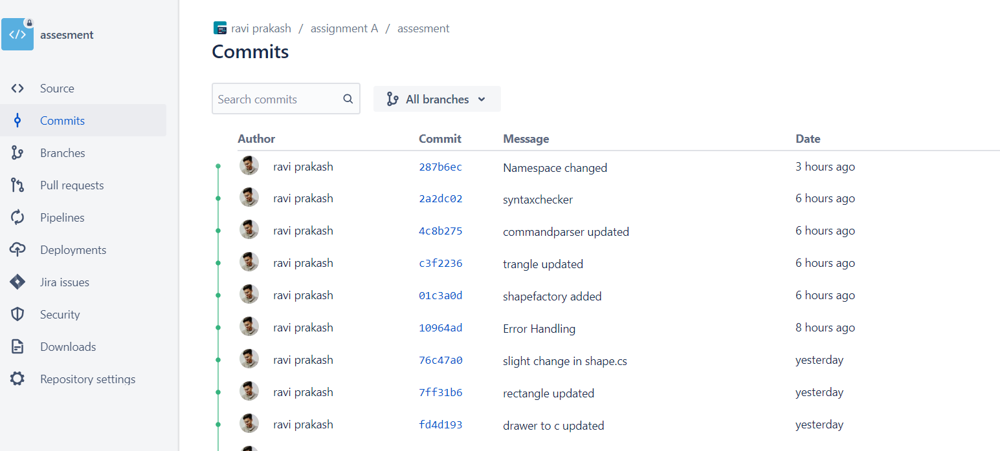 </> assesment
Source
Commits
Branches
Pull requests
Pipelines
Deployments
Jira issues
Security
Downloads
Repository settings
ravi prakash / assignment A / assesment
Commits
Search commits All branches
Author Commit Message Date
ravi prakash 287b6ec Namespace changed 3 hours ago
ravi prakash 2a2dc02 syntaxchecker 6 hours ago
ravi prakash 4c8b275 commandparser updated 6 hours ago
ravi prakash c3f2236 trangle updated 6 hours ago
ravi prakash 01c3a0d shapefactory added 6 hours ago
ravi prakash 10964ad Error Handling 8 hours ago
ravi prakash 76c47a0 slight change in shape.cs yesterday
ravi prakash 7ff31b6 rectangle updated yesterday
ravi prakash fd4d193 drawer to c updated yesterday